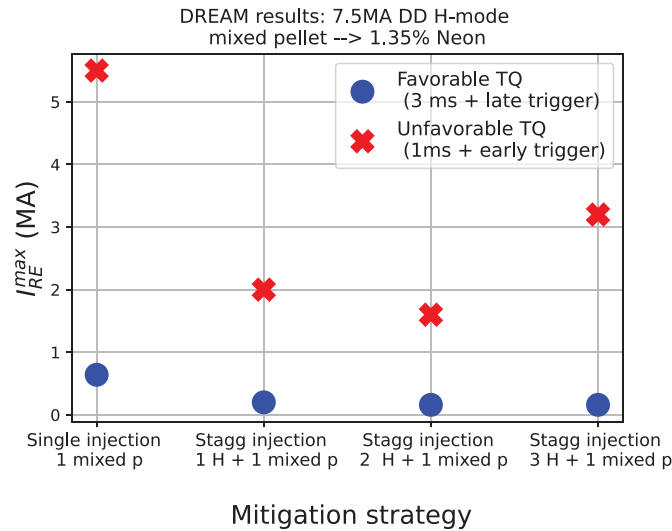 DREAM results: 7.5MA DD H-mode
mixed pellet --> 1.35% Neon
Favorable TQ
(3 ms + late trigger)
Unfavorable TQ
(1ms + early trigger)
I_RE^max (MA)
5
4
3
2
1
0
Single injection
1 mixed p
Stagg injection
1 H + 1 mixed p
Stagg injection
2 H + 1 mixed p
Stagg injection
3 H + 1 mixed p
Mitigation strategy